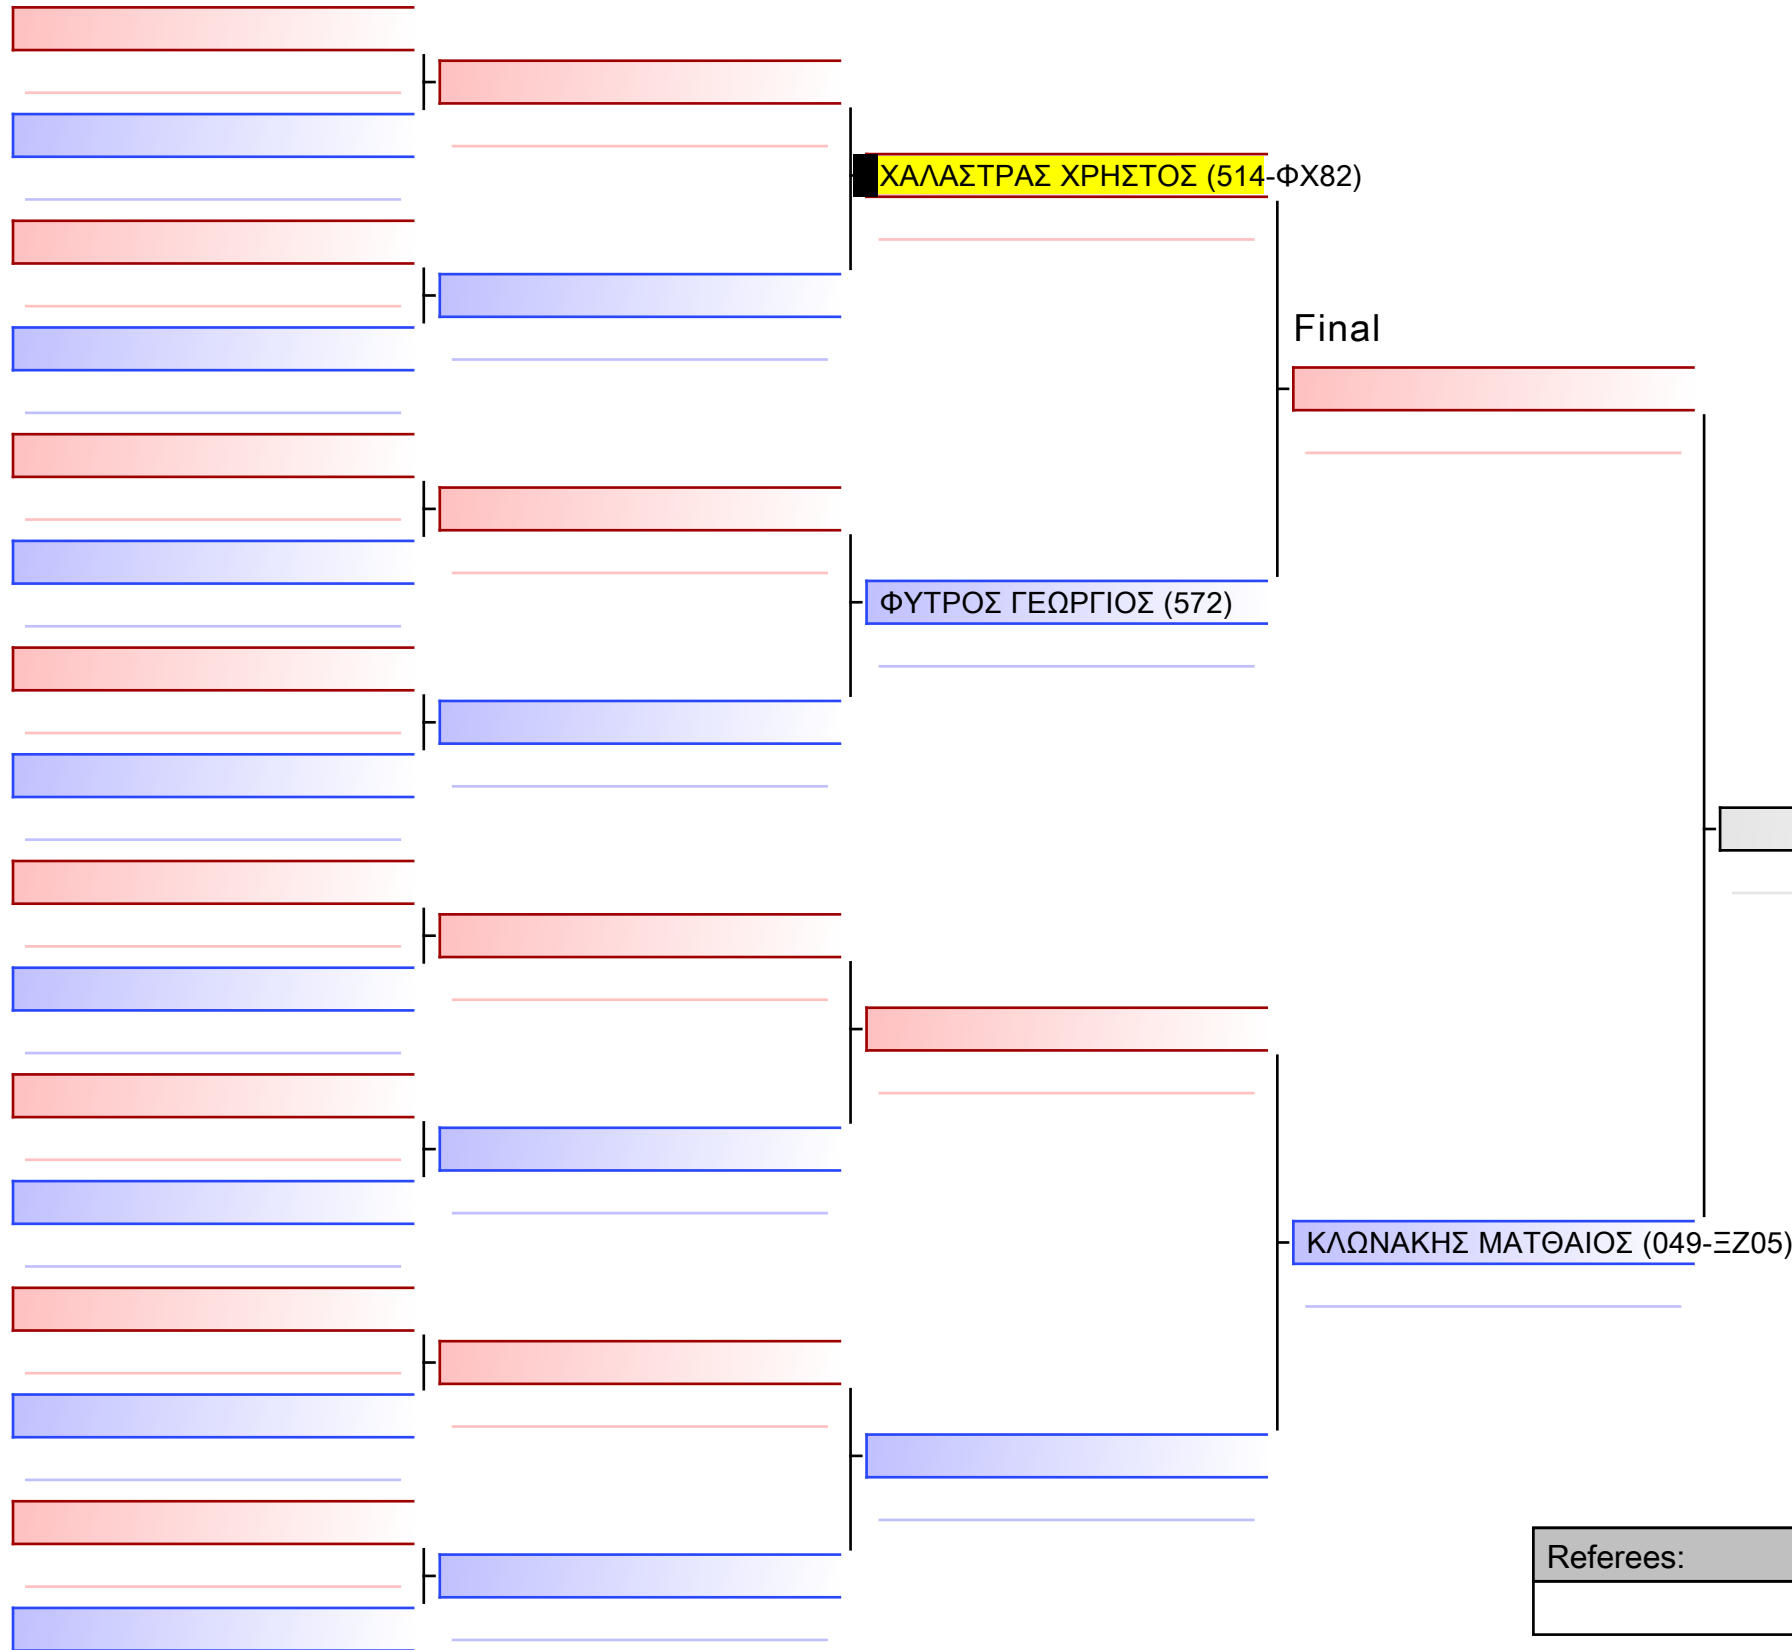 ΧΑΛΑΣΤΡΑΣ ΧΡΗΣΤΟΣ (514-ΦΧ82)
Final
ΦΥΤΡΟΣ ΓΕΩΡΓΙΟΣ (572)
ΚΛΩΝΑΚΗΣ ΜΑΤΘΑΙΟΣ (049-ΞΖ05)
Referees: